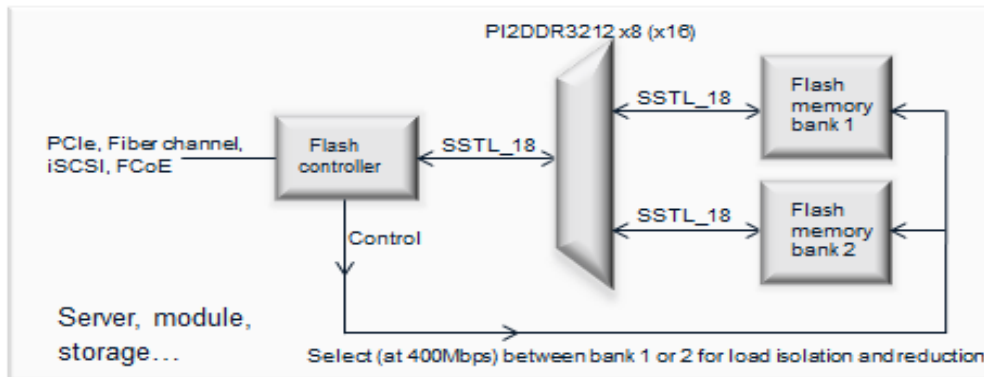 PI2DDR3212 x8 (x16)
PCIe, Fiber channel,
iSCSI, FCoE
Flash
controller
SSTL_18
SSTL_18
Flash
memory
bank 1
SSTL_18
Flash
memory
bank 2
Control
Server, module,
storage...
Select (at 400Mbps) between bank 1 or 2 for load isolation and reduction